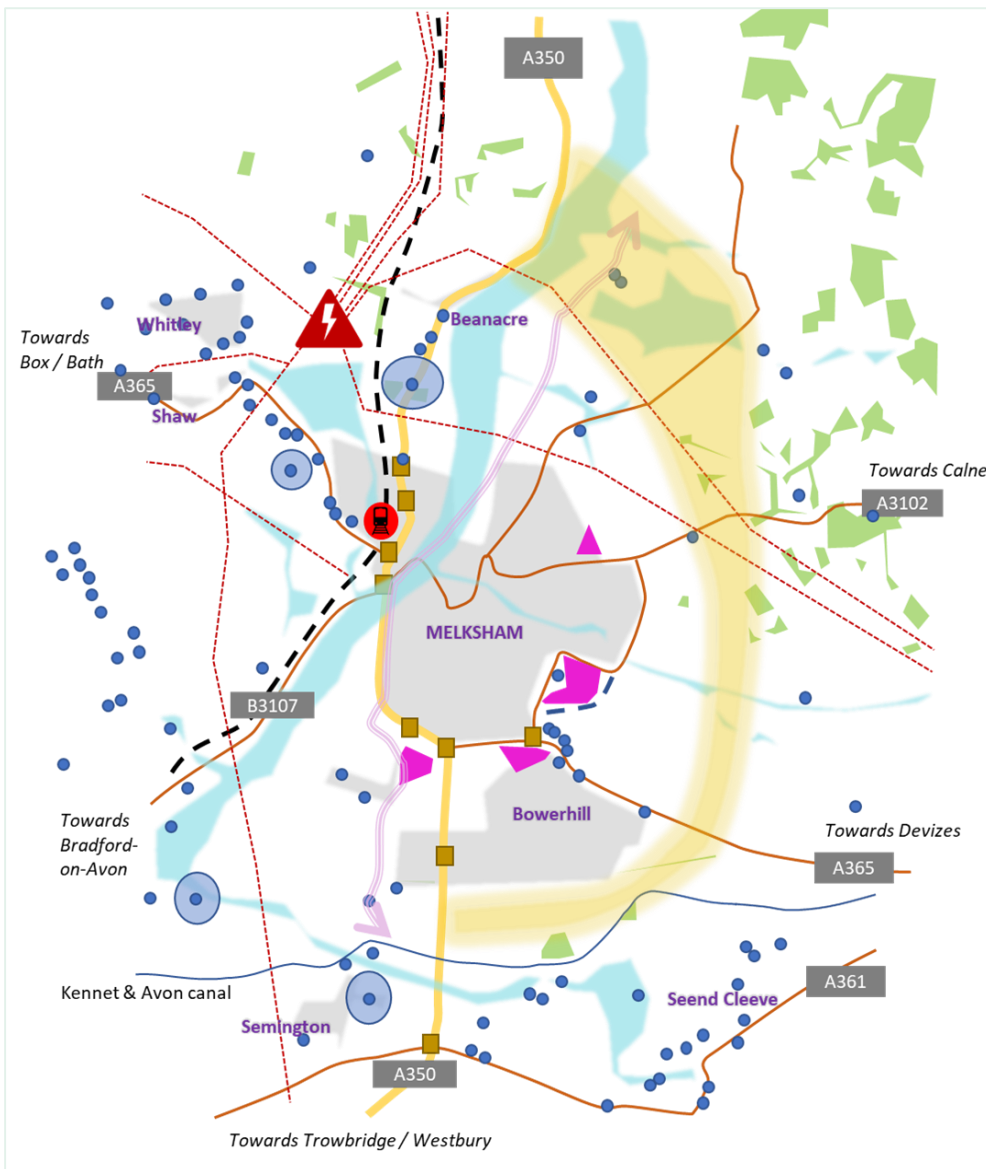 A350
Whitley
Beanacre
Towards
Box / Bath
A365
Shaw
Towards Calne
A3102
MELKSHAM
B3107
Bowerhill
Towards
Bradford-
on-Avon
Towards Devizes
A365
Kennet & Avon canal
Seend Cleeve
A361
Semington
A350
Towards Trowbridge / Westbury